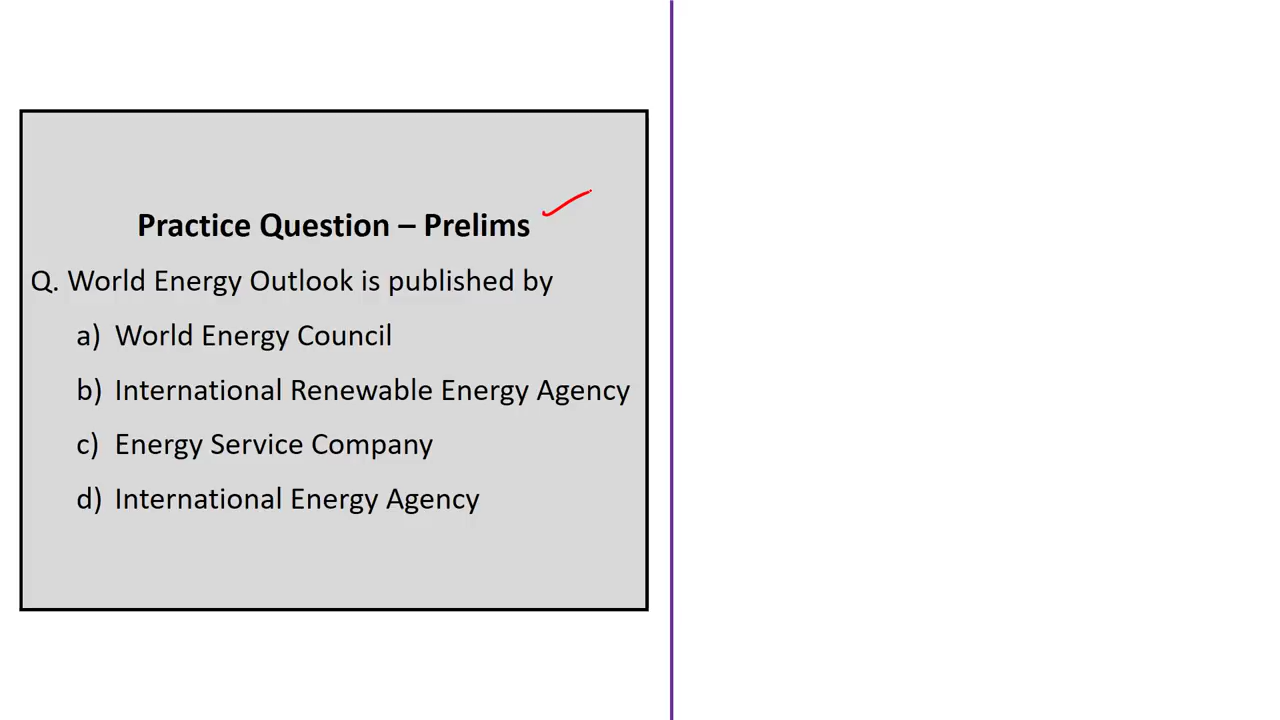 Practice Question – Prelims
Q. World Energy Outlook is published by
a) World Energy Council
b) International Renewable Energy Agency
c) Energy Service Company
d) International Energy Agency